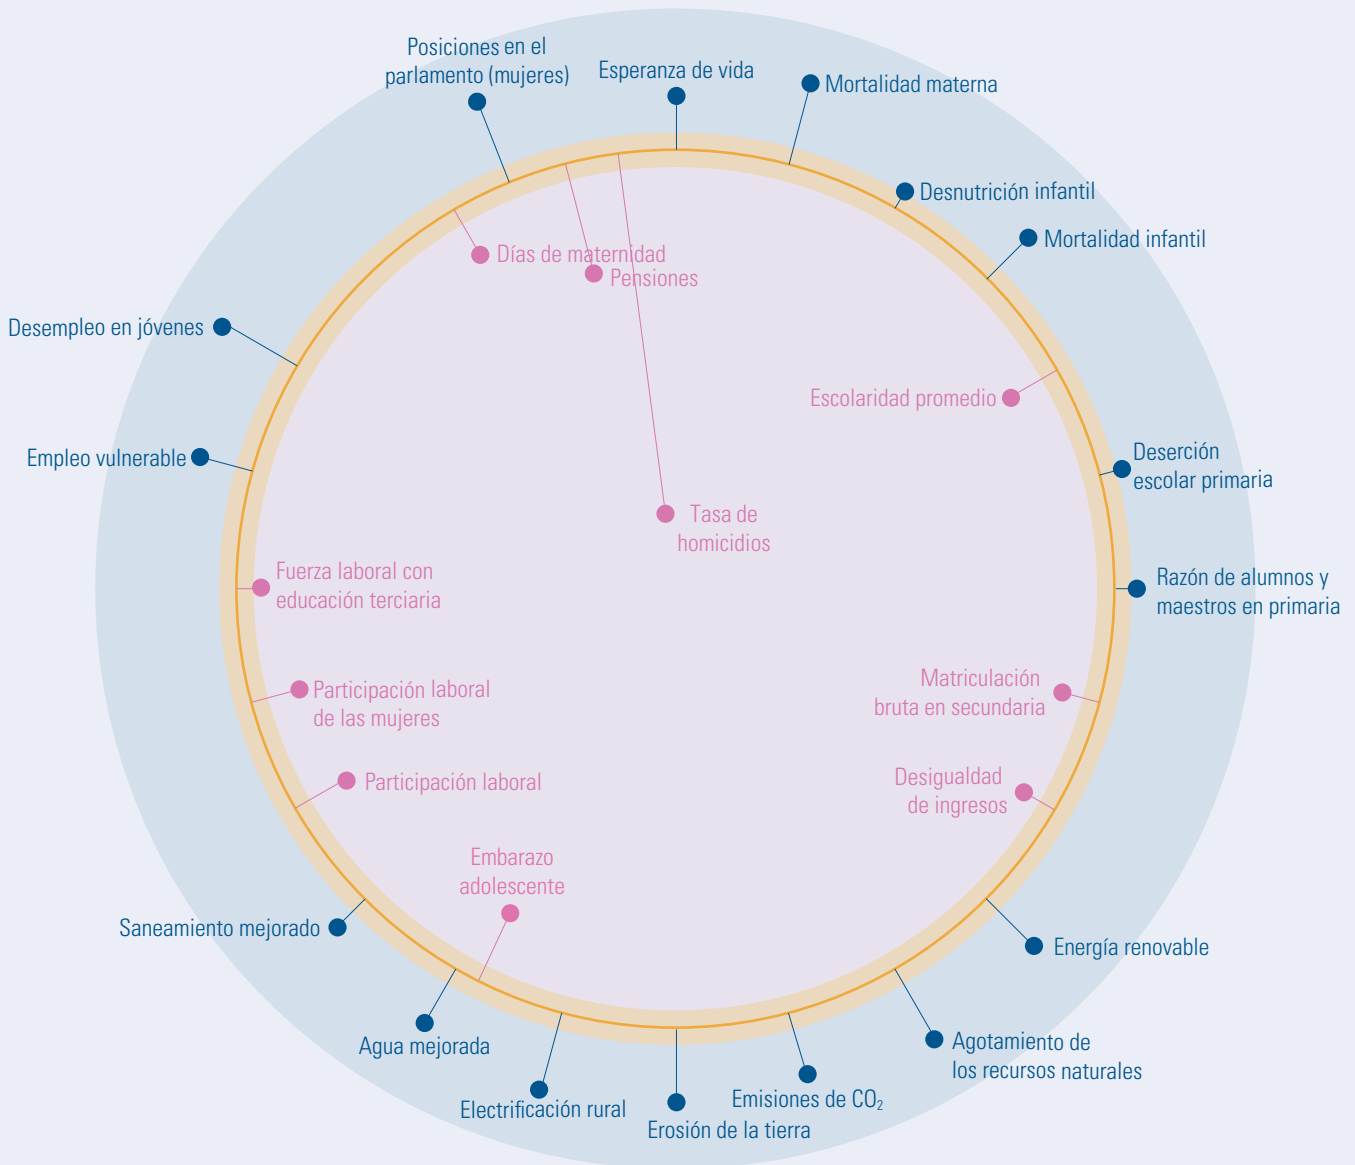 Posiciones en el
parlamento (mujeres)
Esperanza de vida
Mortalidad materna
Desnutrición infantil
Mortalidad infantil
Días de maternidad
Pensiones
Desempleo en jóvenes
Escolaridad promedio
Empleo vulnerable
Deserción
escolar primaria
Tasa de
homicidios
Fuerza laboral con
educación terciaria
Razón de alumnos y
maestros en primaria
Participación laboral
de las mujeres
Matriculación
bruta en secundaria
Participación laboral
Desigualdad
de ingresos
Embarazo
adolescente
Saneamiento mejorado
Energía renovable
Agua mejorada
Agotamiento de
los recursos naturales
Electrificación rural
Emisiones de CO₂
Erosión de la tierra